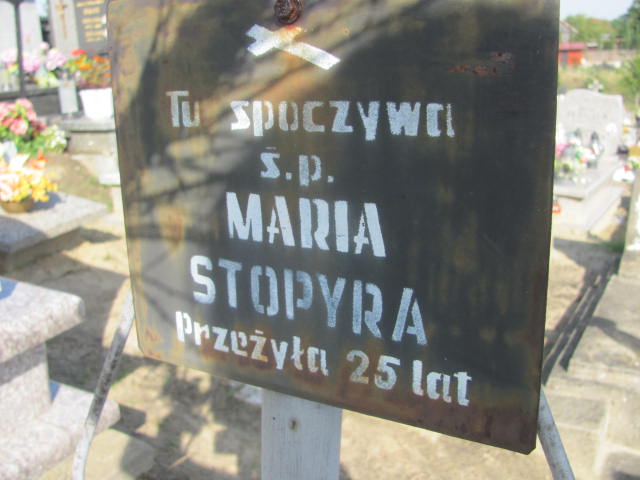 Tu spoczywa
ś.p.
MARIA
STOPYRA
przeżyła 25 lat